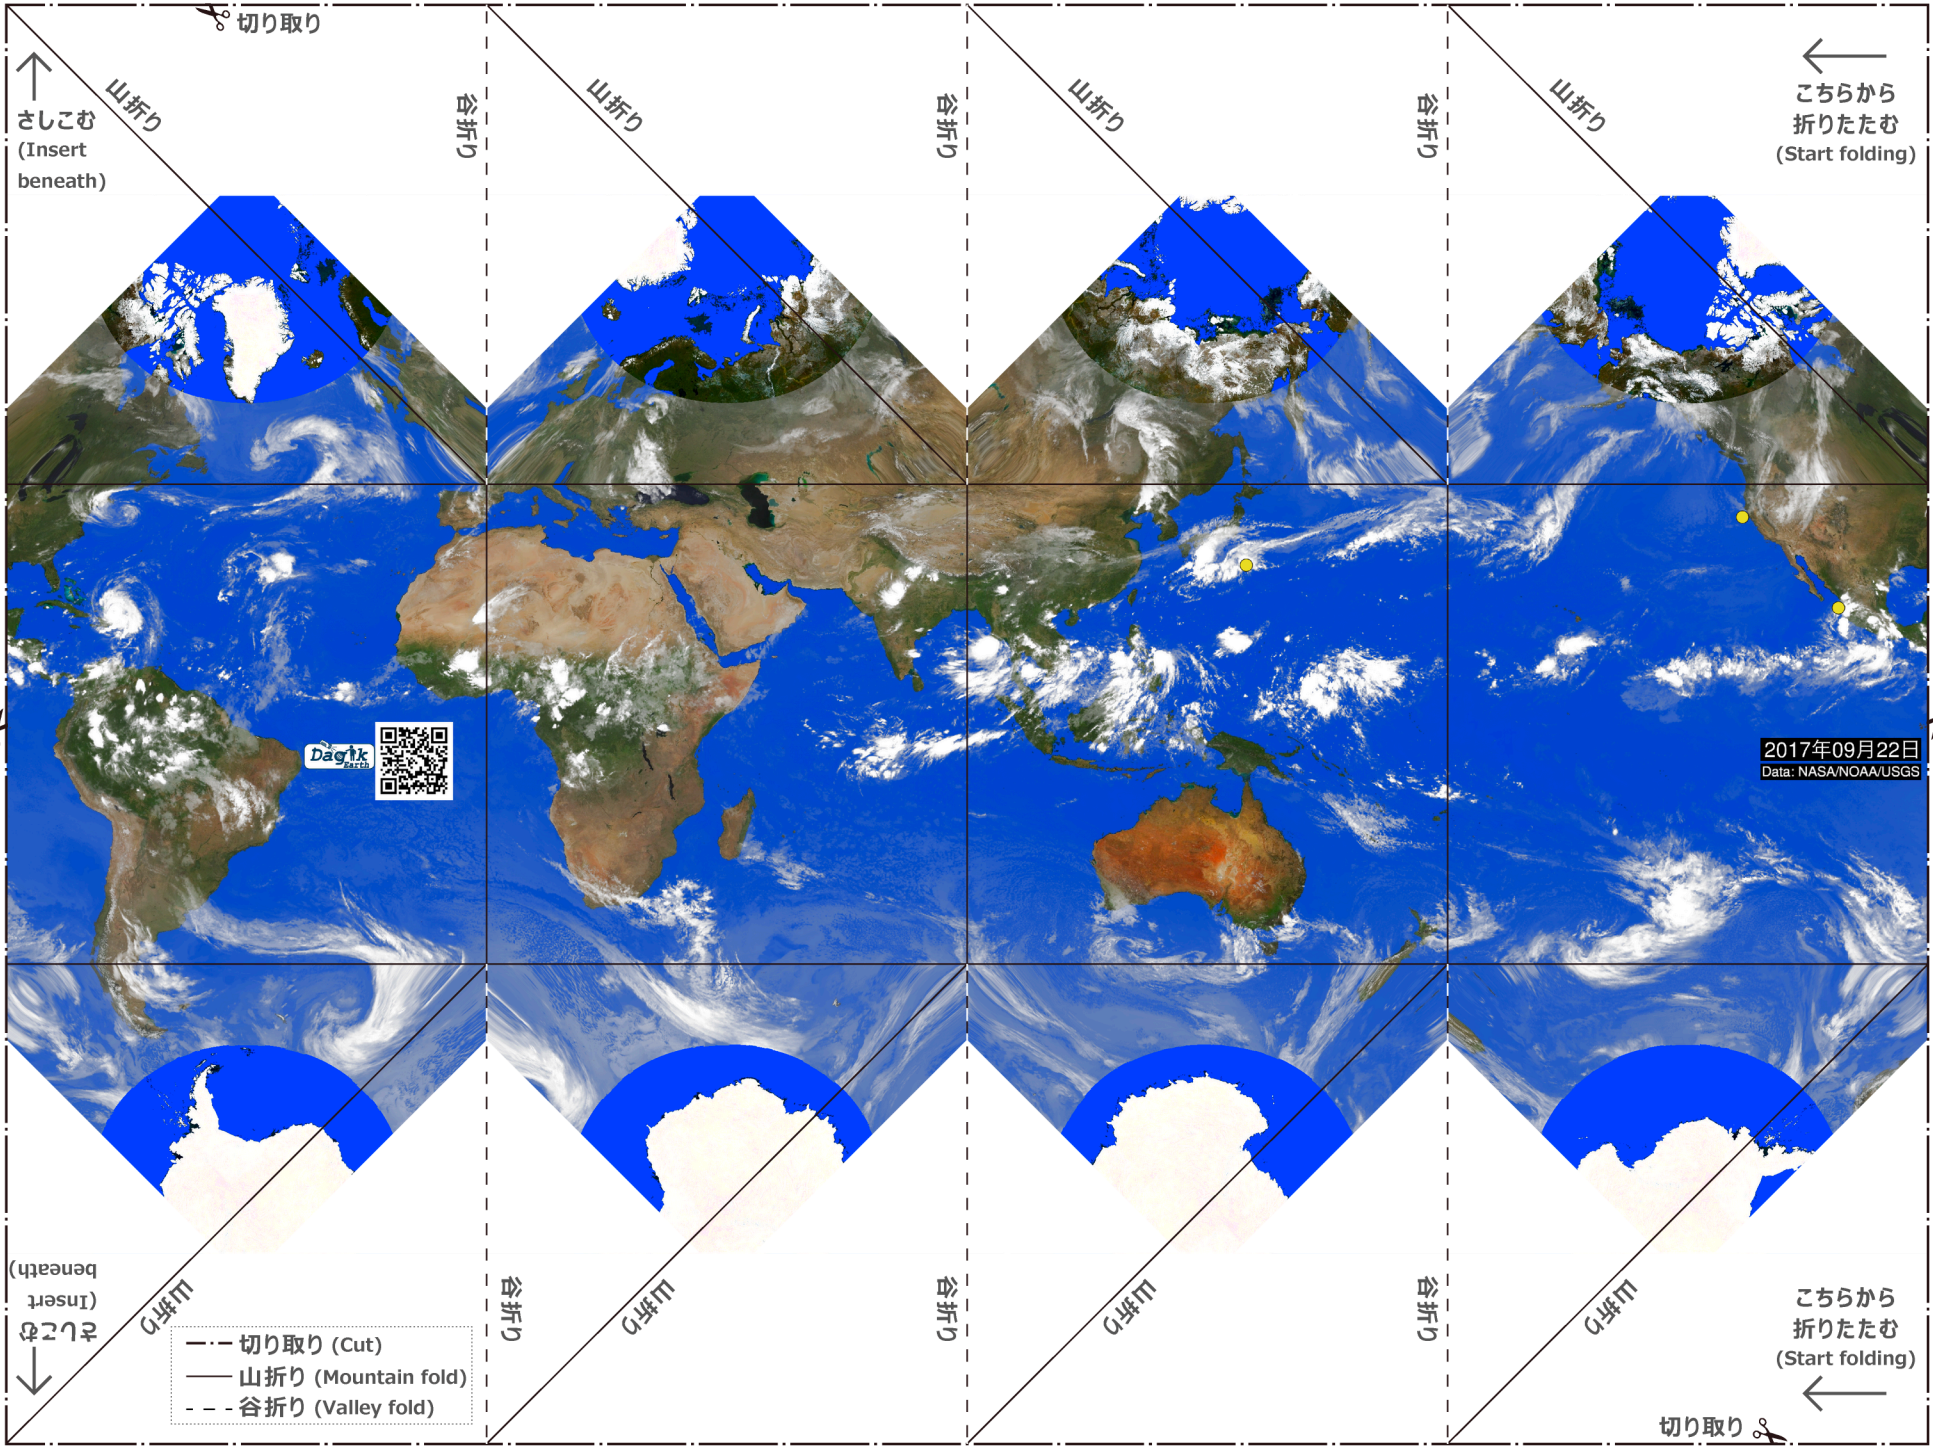 切り取り
さしこむ
(Insert
beneath)
山折り
谷折り
山折り
谷折り
山折り
谷折り
山折り
こちらから
折りたたむ
(Start folding)
Dagik
Earth
2017年09月22日
Data: NASA/NOAA/USGS
さしこむ
(Insert
beneath)
山折り
谷折り
山折り
谷折り
山折り
谷折り
山折り
こちらから
折りたたむ
(Start folding)
切り取り (Cut)
山折り (Mountain fold)
谷折り (Valley fold)
切り取り